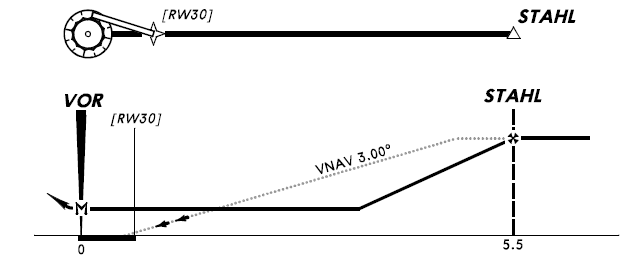 [RW30]
STAHL
VOR
[RW30]
STAHL
VNAV 3.00°
M
0
5.5